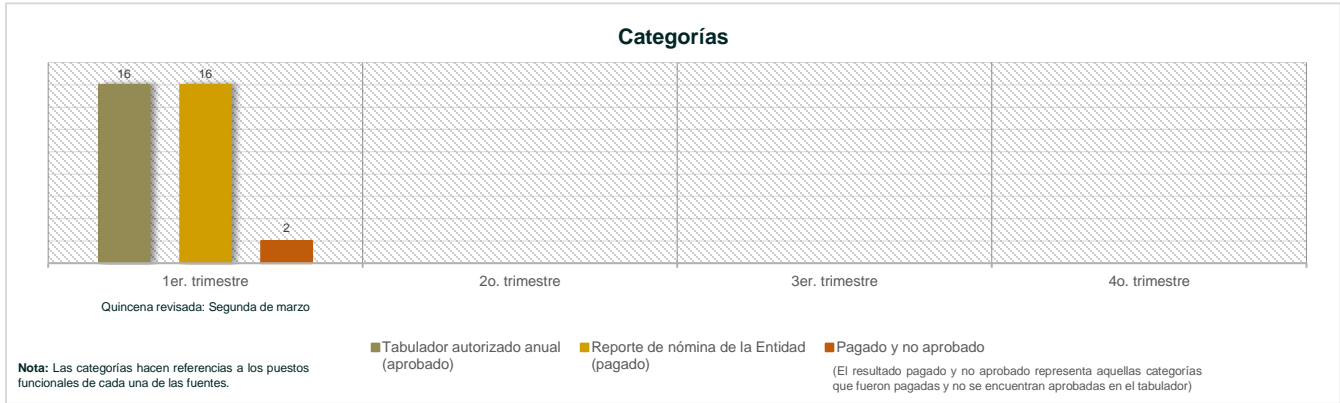 Categorías
16
16
2
1er. trimestre
2o. trimestre
3er. trimestre
4o. trimestre
Quincena revisada: Segunda de marzo
Tabulador autorizado anual
(aprobado)
Reporte de nómina de la Entidad
(pagado)
Pagado y no aprobado
(El resultado pagado y no aprobado representa aquellas categorías
que fueron pagadas y no se encuentran aprobadas en el tabulador)
Nota: Las categorías hacen referencias a los puestos
funcionales de cada una de las fuentes.